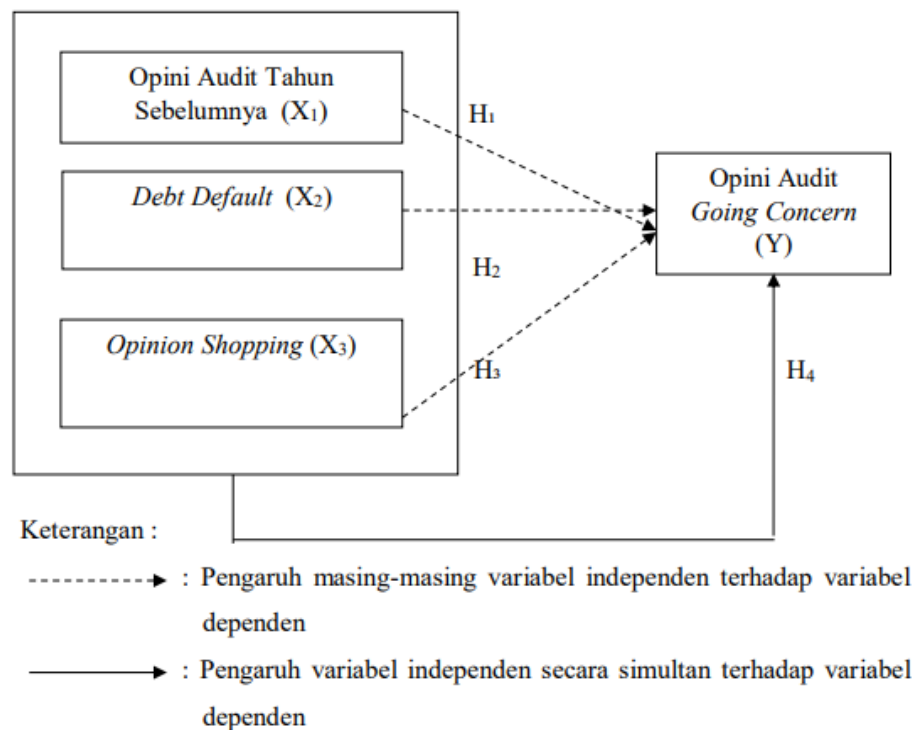 Opini Audit Tahun
Sebelumnya (X₁)
H₁
Debt Default (X₂)
Opini Audit
Going Concern
(Y)
H₂
Opinion Shopping (X₃)
H₃
H₄
Keterangan :
: Pengaruh masing-masing variabel independen terhadap variabel
dependen
: Pengaruh variabel independen secara simultan terhadap variabel
dependen